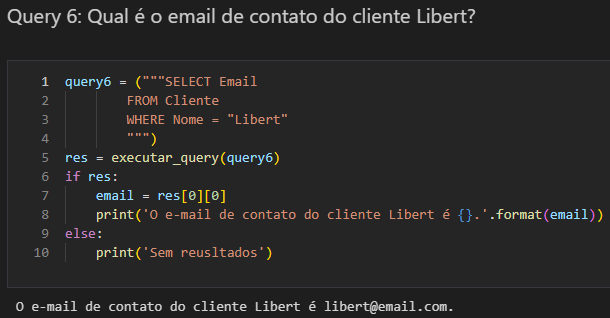 Query 6: Qual é o email de contato do cliente Libert?
1 query6 = ("""SELECT Email
2 FROM Cliente
3 WHERE Nome = "Libert"
4 """)
5 res = executar_query(query6)
6 if res:
7 email = res[0][0]
8 print('O e-mail de contato do cliente Libert é {}.'.format(email))
9 else:
10 print('Sem reusltados')
O e-mail de contato do cliente Libert é libert@email.com.